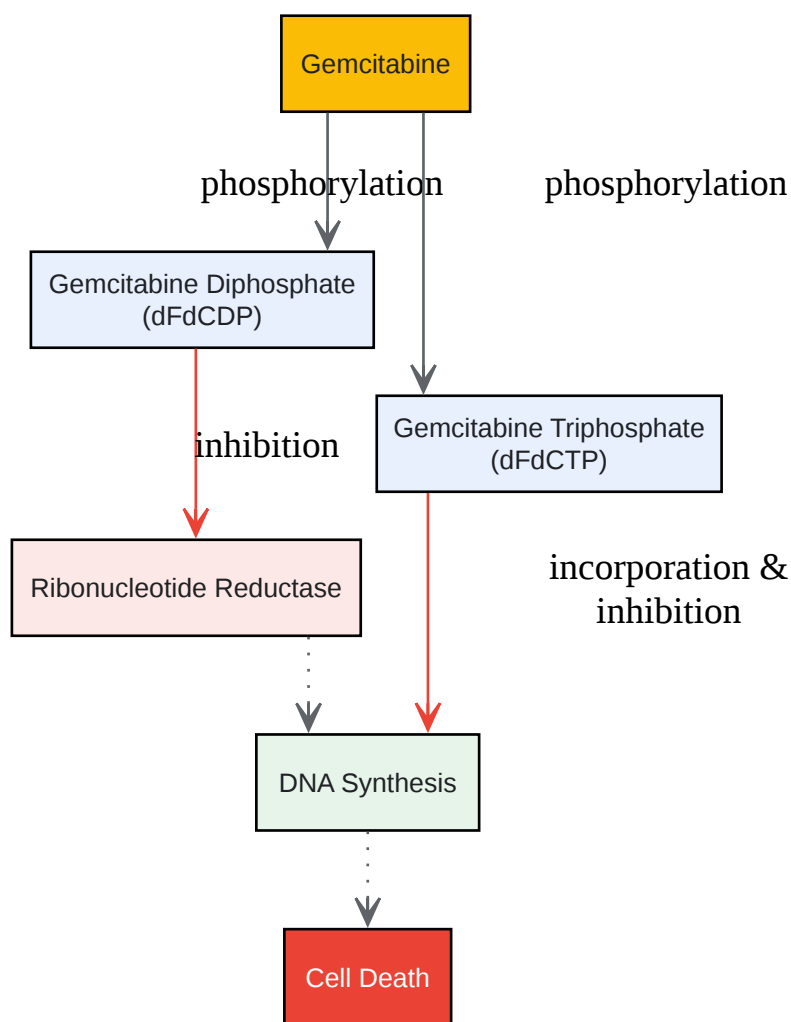 Gemcitabine
phosphorylation
phosphorylation
Gemcitabine Diphosphate
(dFdCDP)
Gemcitabine Triphosphate
(dFdCTP)
inhibition
Ribonucleotide Reductase
incorporation &
inhibition
DNA Synthesis
Cell Death